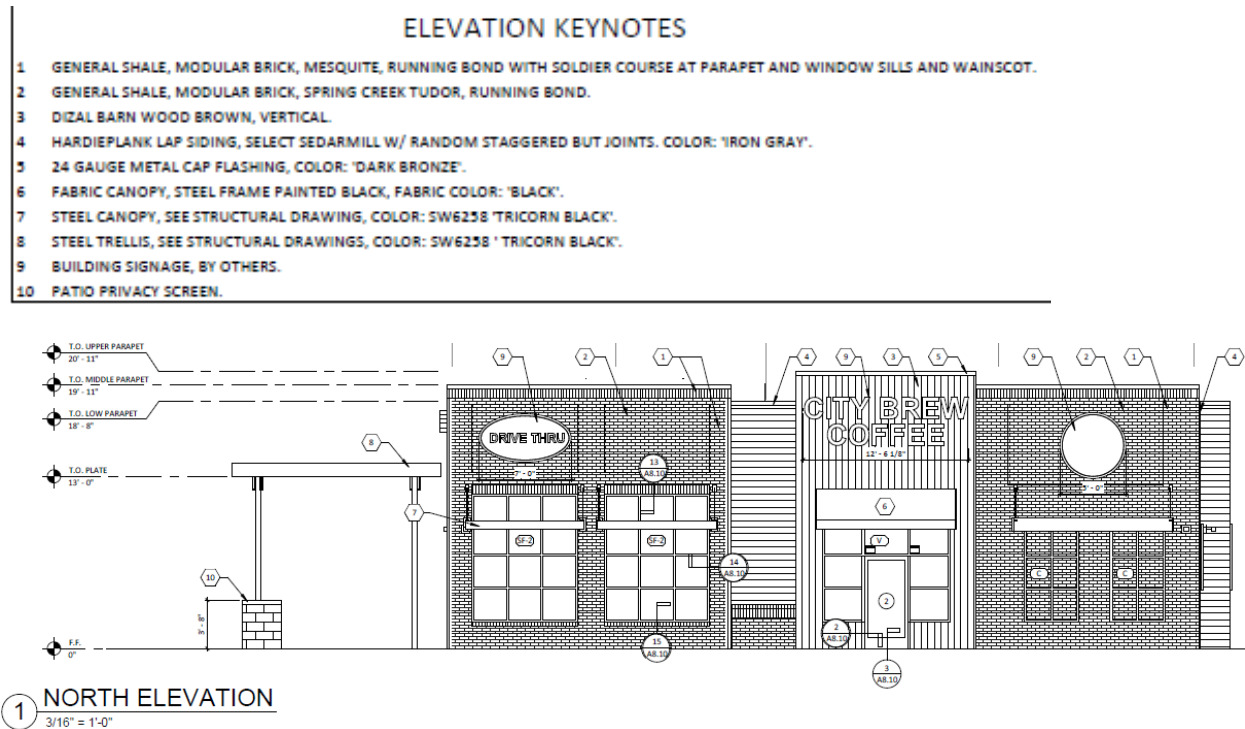 ELEVATION KEYNOTES
1 GENERAL SHALE, MODULAR BRICK, MESQUITE, RUNNING BOND WITH SOLDIER COURSE AT PARAPET AND WINDOW SILLS AND WAINSCOT.
2 GENERAL SHALE, MODULAR BRICK, SPRING CREEK TUDOR, RUNNING BOND.
3 DIZAL BARN WOOD BROWN, VERTICAL.
4 HARDIEPLANK LAP SIDING, SELECT SEDARMILL W/ RANDOM STAGGERED BUT JOINTS. COLOR: 'IRON GRAY'.
5 24 GAUGE METAL CAP FLASHING, COLOR: 'DARK BRONZE'.
6 FABRIC CANOPY, STEEL FRAME PAINTED BLACK, FABRIC COLOR: 'BLACK'.
7 STEEL CANOPY, SEE STRUCTURAL DRAWING, COLOR: SW6258 'TRICORN BLACK'.
8 STEEL TRELLIS, SEE STRUCTURAL DRAWINGS, COLOR: SW6258 ' TRICORN BLACK'.
9 BUILDING SIGNAGE, BY OTHERS.
10 PATIO PRIVACY SCREEN.
T.O. UPPER PARAPET
20' - 11"
9 2 1 4 9 3 5 9 2 1 4
T.O. MIDDLE PARAPET
19' - 11"
T.O. LOW PARAPET
18' - 8"
CITY BREW
COFFEE
12' - 6 1/8"
DRIVE THRU
8
T.O. PLATE
13' - 0"
7' - 0"
13
A8.10
5' - 0"
7
6
SF-2 SF-2 V
14
A8.10
C C
10
2
3' - 8"
2
A8.10
15
A8.10
F.F.
0"
3
A8.10
1 NORTH ELEVATION
3/16" = 1'-0"